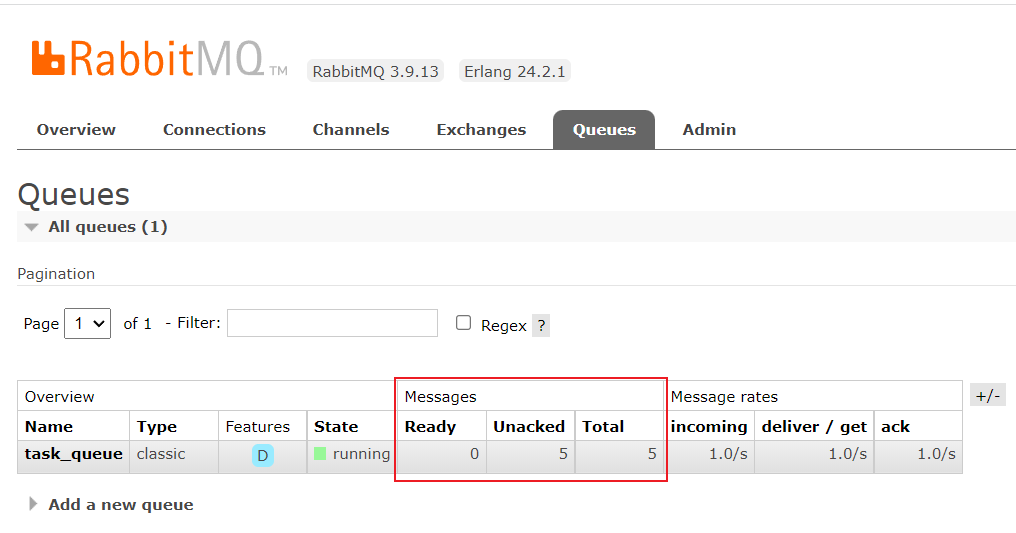 RabbitMQ TM RabbitMQ 3.9.13 Erlang 24.2.1
Overview Connections Channels Exchanges Queues Admin
Queues
All queues (1)
Pagination
Page 1 of 1 - Filter: Regex ?
+/-
Overview Messages Message rates
Name Type Features State Ready Unacked Total incoming deliver / get ack
task_queue classic D running 0 5 5 1.0/s 1.0/s 1.0/s
Add a new queue